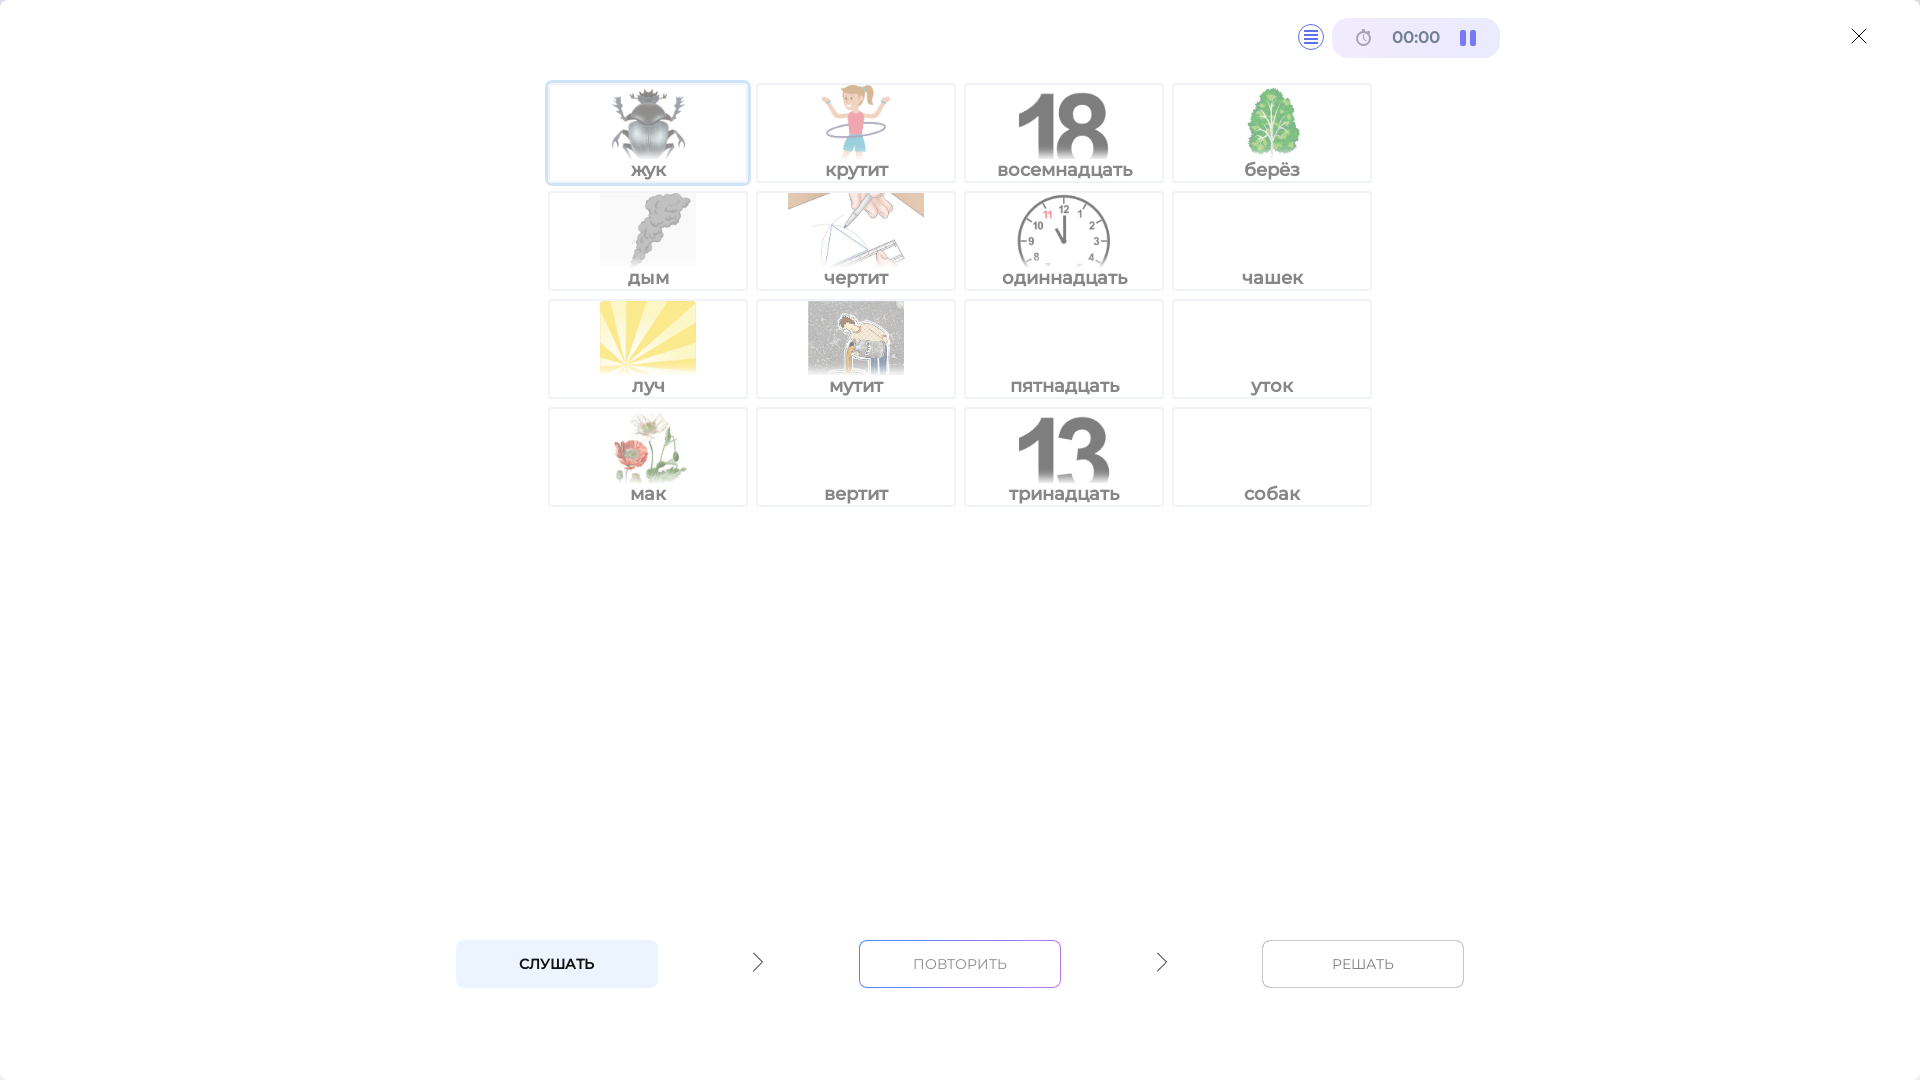 00:00
жук
крутит
18
восемнадцать
берёз
дым
чертит
12
11
1
10
2
9
3
8
4
одиннадцать
чашек
луч
мутит
пятнадцать
уток
мак
вертит
13
тринадцать
собак
СЛУШАТЬ
ПОВТОРИТЬ
РЕШАТЬ